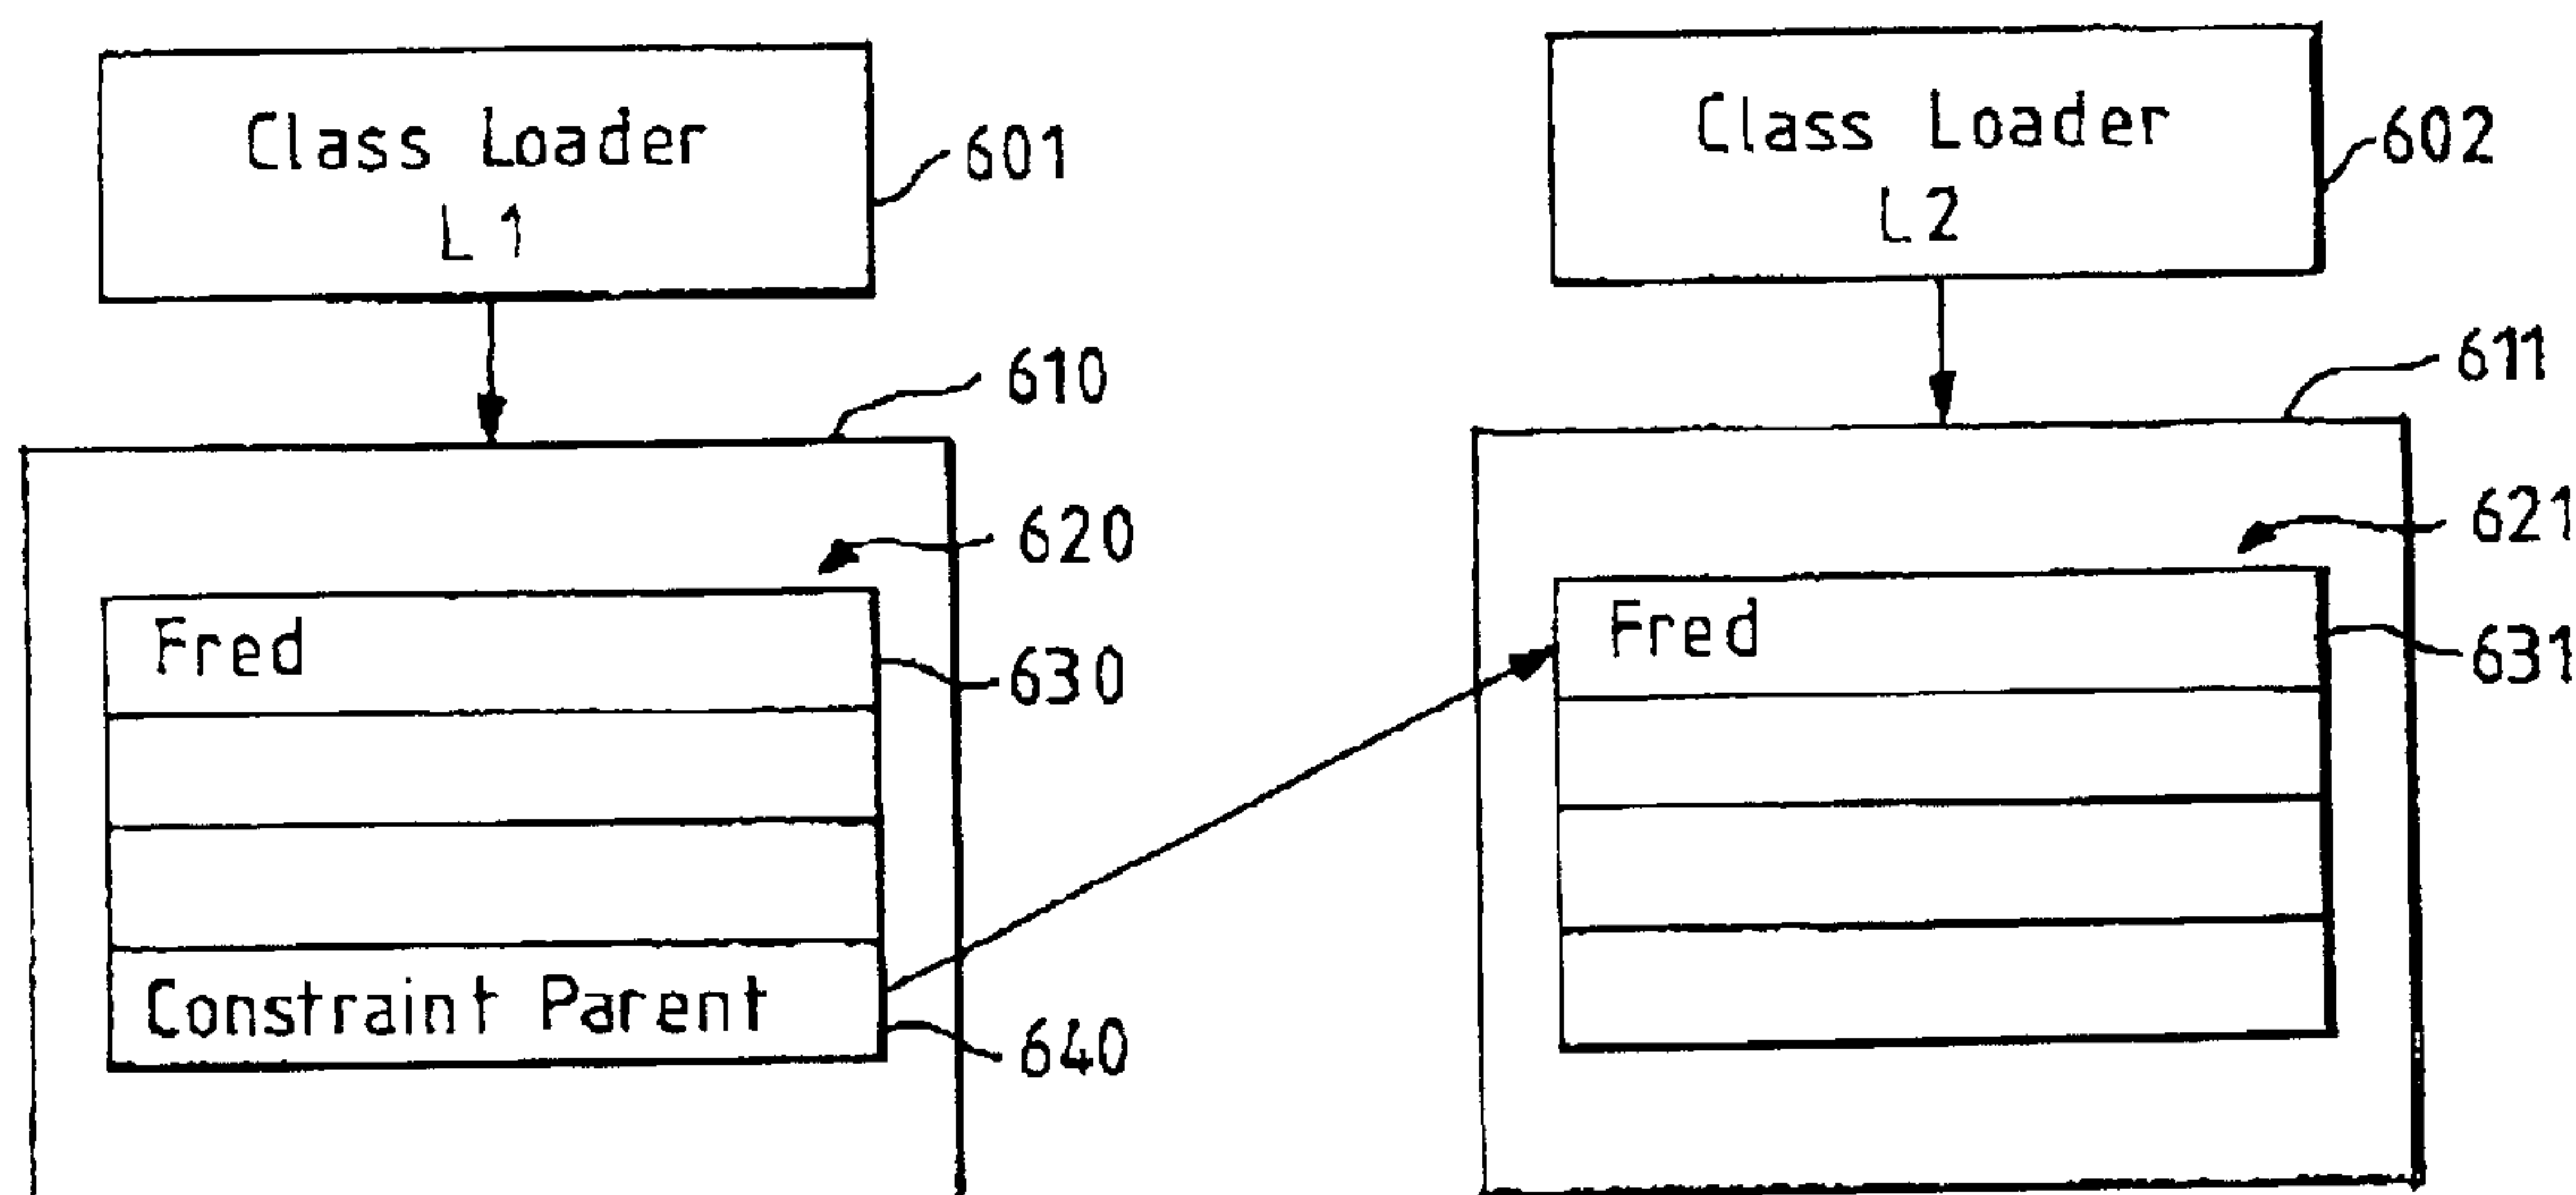 Class Loader
L1
601
Class Loader
L2
602
610
611
620
621
Fred
630
Fred
631
Constraint Parent
640